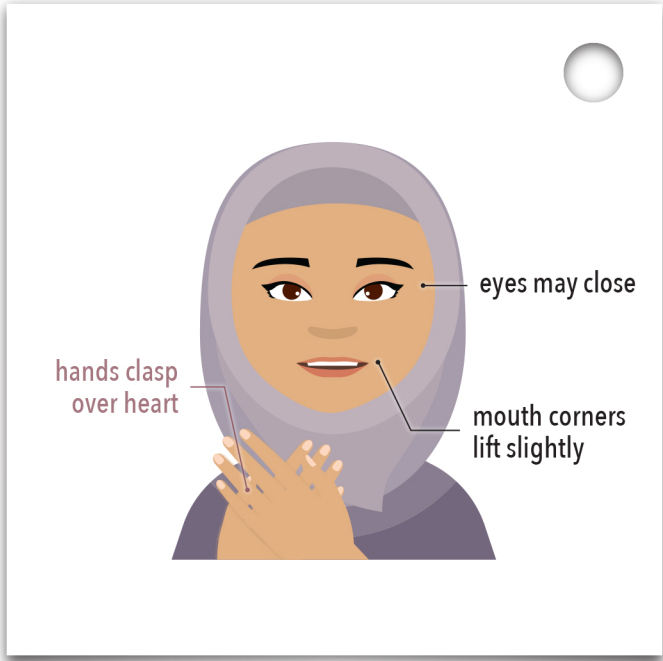 eyes may close
hands clasp
over heart
mouth corners
lift slightly